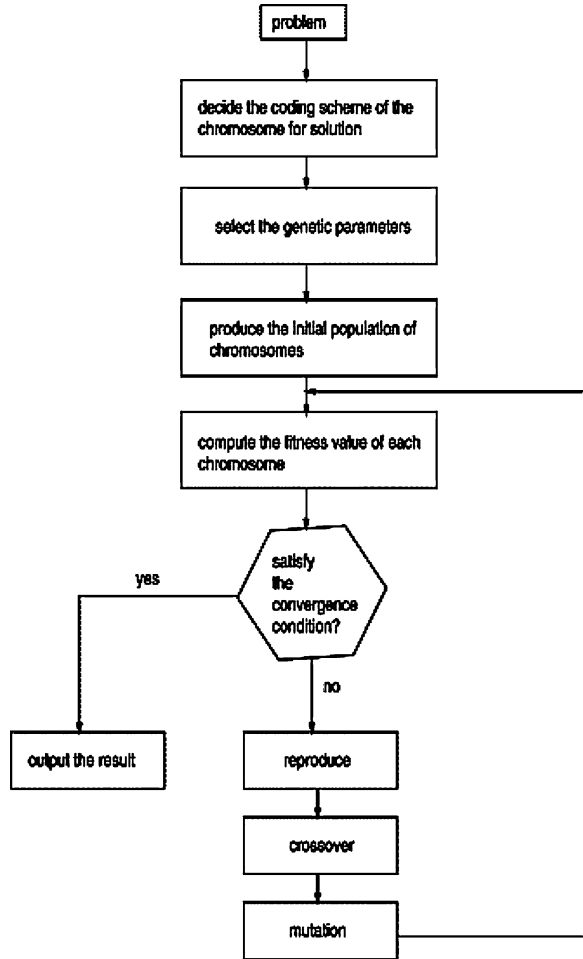 problem
decide the coding scheme of the
chromosome for solution
select the genetic parameters
produce the initial population of
chromosomes
compute the fitness value of each
chromosome
satisfy
the
convergence
condition?
yes
no
output the result
reproduce
crossover
mutation